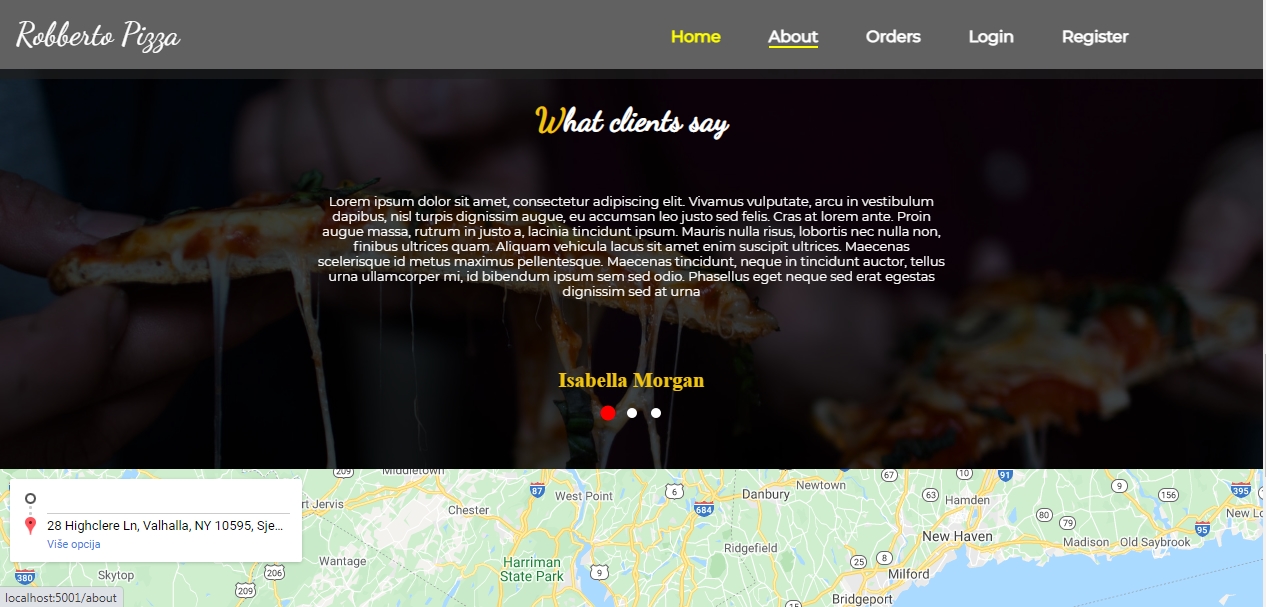 Robberto Pizza
Home About Orders Login Register
What clients say
Lorem ipsum dolor sit amet, consectetur adipiscing elit. Vivamus vulputate, arcu in vestibulum
dapibus, nisl turpis dignissim augue, eu accumsan leo justo sed felis. Cras at lorem ante. Proin
augue massa, rutrum in justo a, lacinia tincidunt ipsum. Mauris nulla risus, lobortis nec nulla non,
finibus ultrices quam. Aliquam vehicula lacus sit amet enim suscipit ultrices. Maecenas
scelerisque id metus maximus pellentesque. Maecenas tincidunt, neque in tincidunt auctor, tellus
urna ullamcorper mi, id bibendum ipsum sem sed odio. Phasellus eget neque sed erat egestas
dignissim sed at urna
Isabella Morgan
Middletown
209
67
10
91
rt Jervis
87
West Point
6
Danbury
Newtown
9
395
63
Hamden
156
Chester
684
New Lo
80
79
28 Highclere Ln, Valhalla, NY 10595, Sje...
95
Više opcija
New Haven
Madison
Old Saybrook
Ridgefield
Wantage
Harriman
State Park
25
8
380
Skytop
206
9
Milford
209
localhost:5001/about
15
Bridgeport